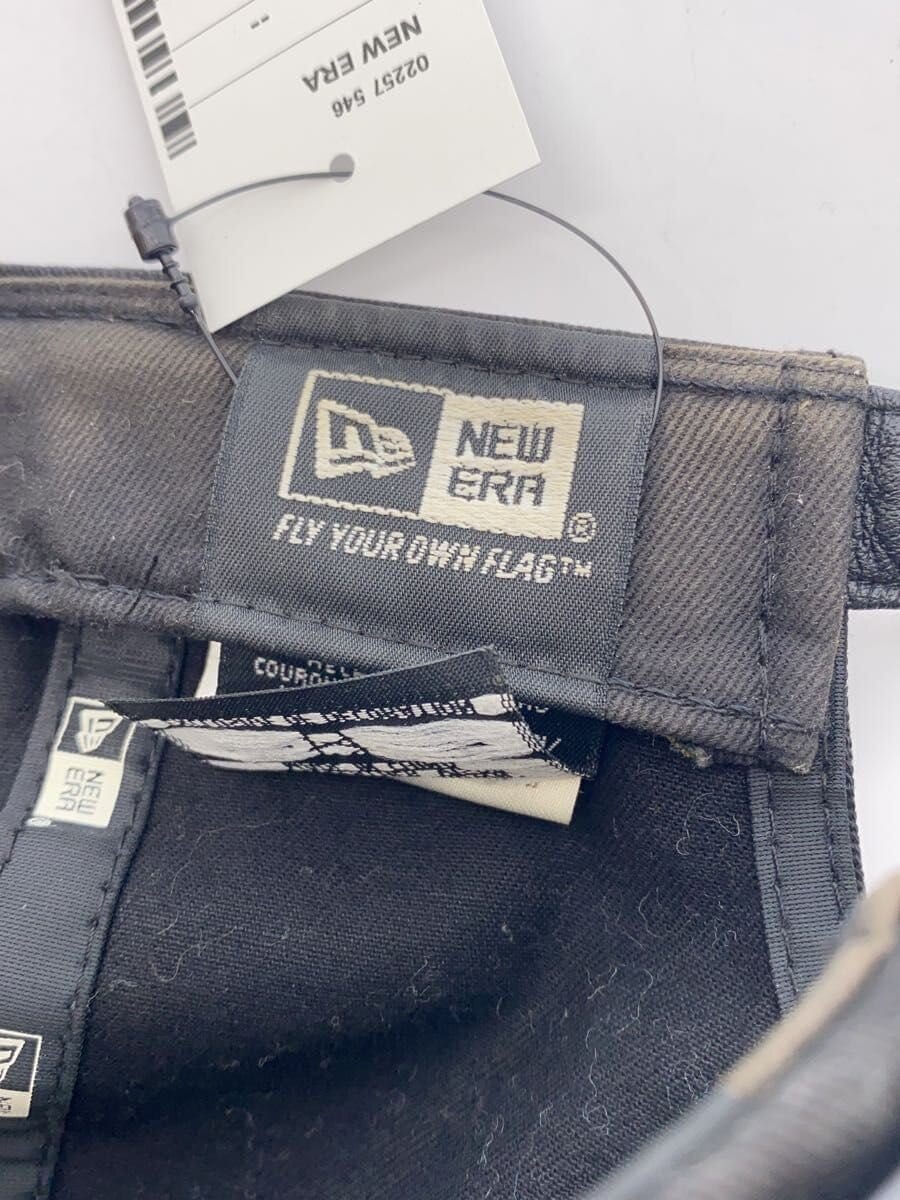 02257 546
NEW ERA
--
NEW
ERA
®
FLY YOUR OWN FLAG™
NEW
ERA
®